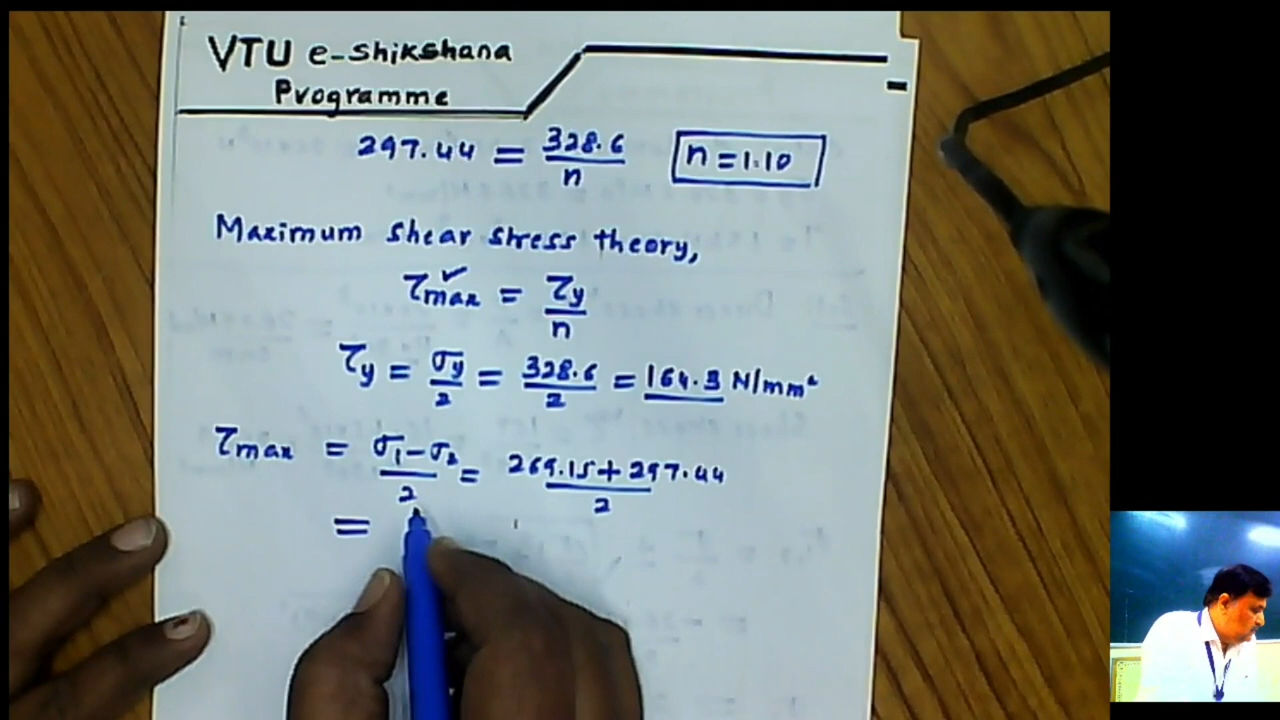 VTU e-Shikshana
Programme
297.44 = 328.6/n n = 1.10
Maximum shear stress theory,
τmax ✓ = τy/n
τy = σy/2 = 328.6/2 = 164.3 N/mm²
τmax = (σ1 - σ2)/2 = (269.15 + 297.44)/2
=